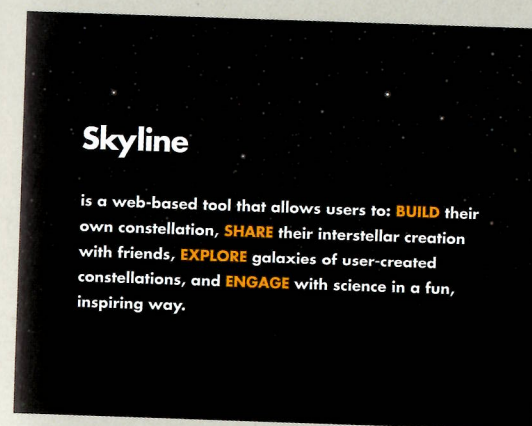 Skyline
is a web-based tool that allows users to: BUILD their
own constellation, SHARE their interstellar creation
with friends, EXPLORE galaxies of user-created
constellations, and ENGAGE with science in a fun,
inspiring way.